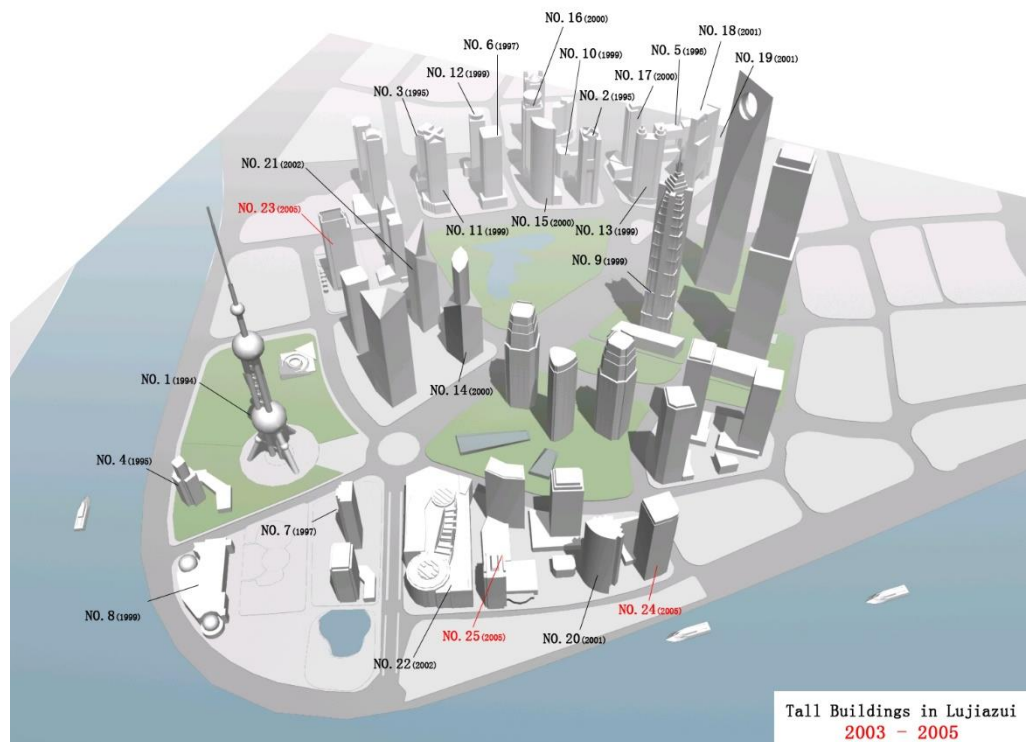 NO.16(2000)
NO.18(2001)
NO.6(1997)
NO.10(1999)
NO.5(1996)
NO.19(2001)
NO.12(1999)
NO.17(2000)
NO.3(1995)
NO.2(1995)
NO.21(2002)
NO.23(2005)
NO.15(2000)
NO.11(1999)
NO.13(1999)
NO.9(1999)
NO.1(1994)
NO.14(2000)
NO.4(1995)
NO.7(1997)
NO.8(1999)
NO.24(2005)
NO.25(2005)
NO.20(2001)
NO.22(2002)
Tall Buildings in Lujiazui
2003 - 2005